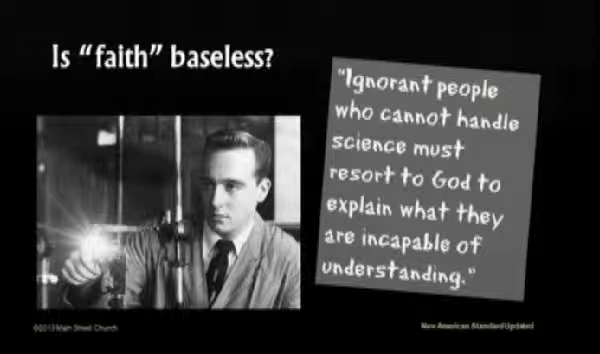 Is “faith” baseless?
“Ignorant people
who cannot handle
science must
resort to God to
explain what they
are incapable of
understanding.”
©2013 Main Street Church
New American Standard Updated